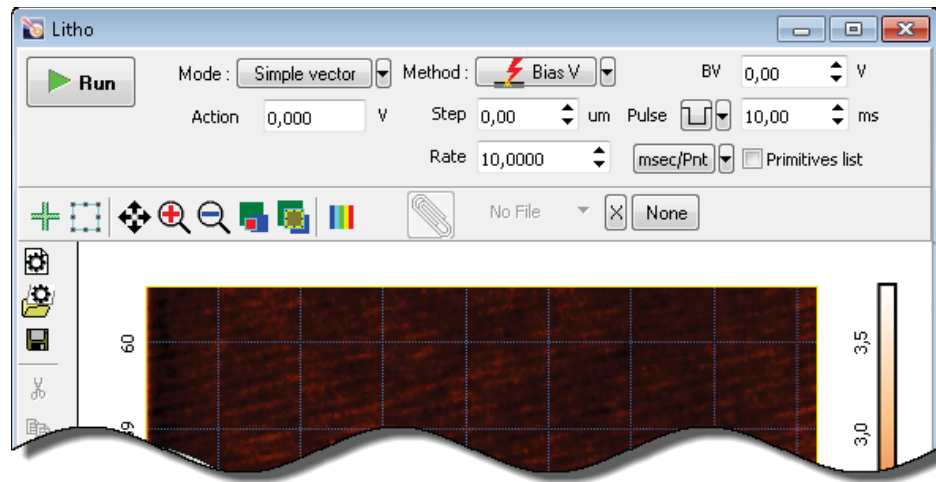 Litho
Run Mode : Simple vector Method : Bias V BV 0,00 V
Action 0,000 V Step 0,00 um Pulse 10,00 ms
Rate 10,0000 msec/Pnt Primitives list
No File X None
60
3,5
3,0